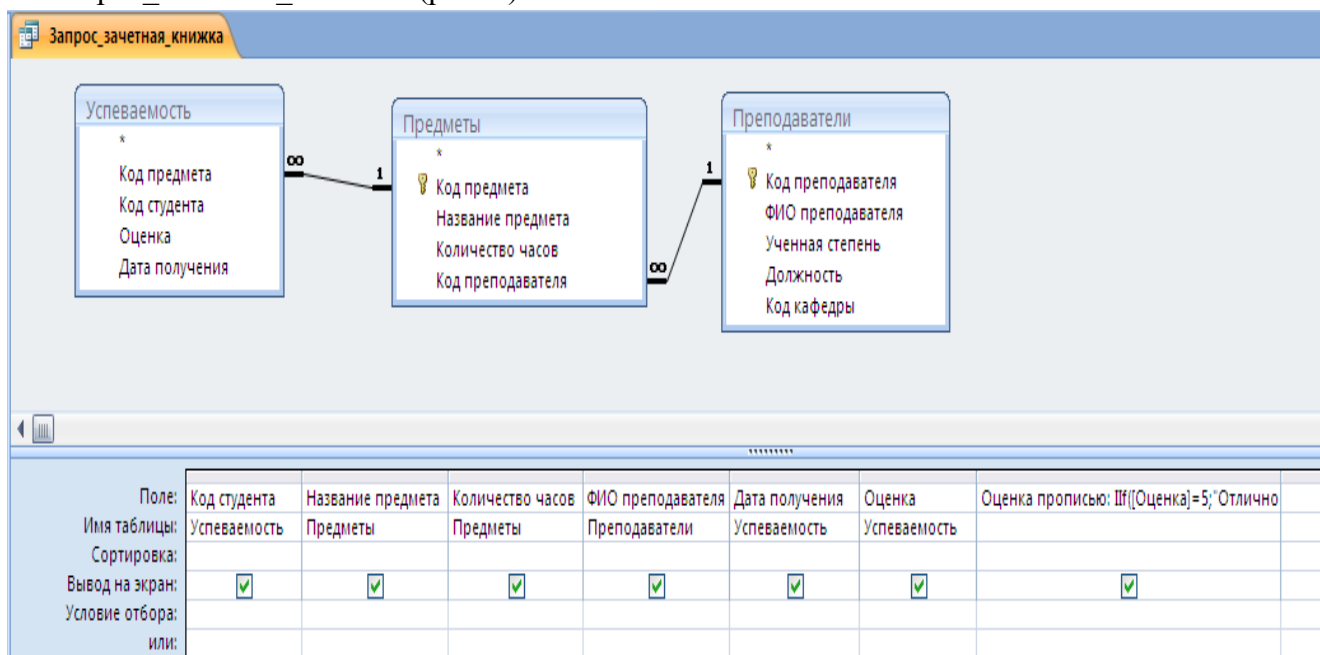 Запрос_зачетная_книжка
Успеваемость
*
Код предмета
Код студента
Оценка
Дата получения
∞
1
Предметы
*
Код предмета
Название предмета
Количество часов
Код преподавателя
∞
1
Преподаватели
*
Код преподавателя
ФИО преподавателя
Ученная степень
Должность
Код кафедры
Поле: Код студента Название предмета Количество часов ФИО преподавателя Дата получения Оценка Оценка прописью: IIf([Оценка]=5;"Отлично
Имя таблицы: Успеваемость Предметы Предметы Преподаватели Успеваемость Успеваемость
Сортировка:
Вывод на экран:
Условие отбора:
или: